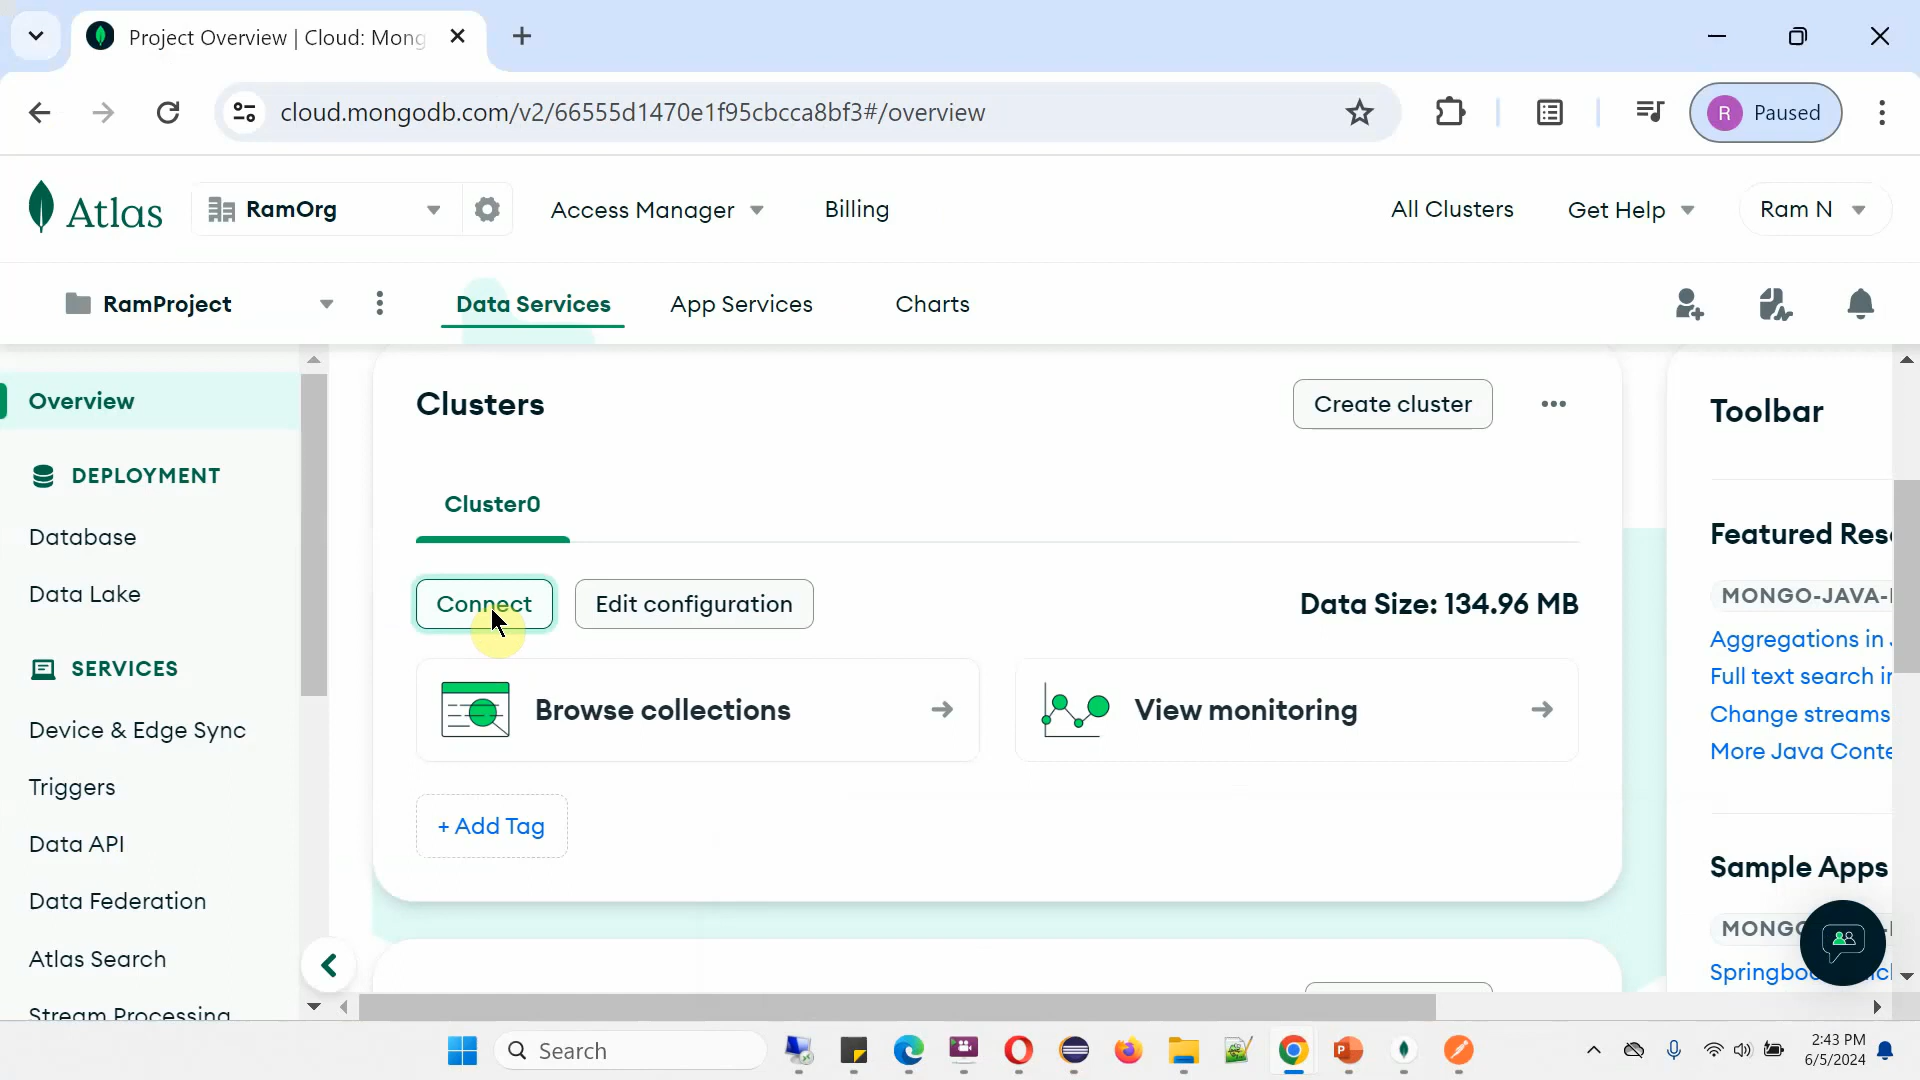 Project Overview | Cloud: Mong
cloud.mongodb.com/v2/66555d1470e1f95cbcca8bf3#/overview
R Paused
Atlas
RamOrg
Access Manager
Billing
All Clusters
Get Help
Ram N
RamProject
Data Services
App Services
Charts
Overview
DEPLOYMENT
Database
Data Lake
SERVICES
Device & Edge Sync
Triggers
Data API
Data Federation
Atlas Search
Stream Processing
Clusters
Create cluster
Cluster0
Connect
Edit configuration
Data Size: 134.96 MB
Browse collections
View monitoring
+ Add Tag
Toolbar
Featured Res
MONGO-JAVA-
Aggregations in
Full text search in
Change streams
More Java Conte
Sample Apps
MONGO
Springboo
Search
2:43 PM
6/5/2024